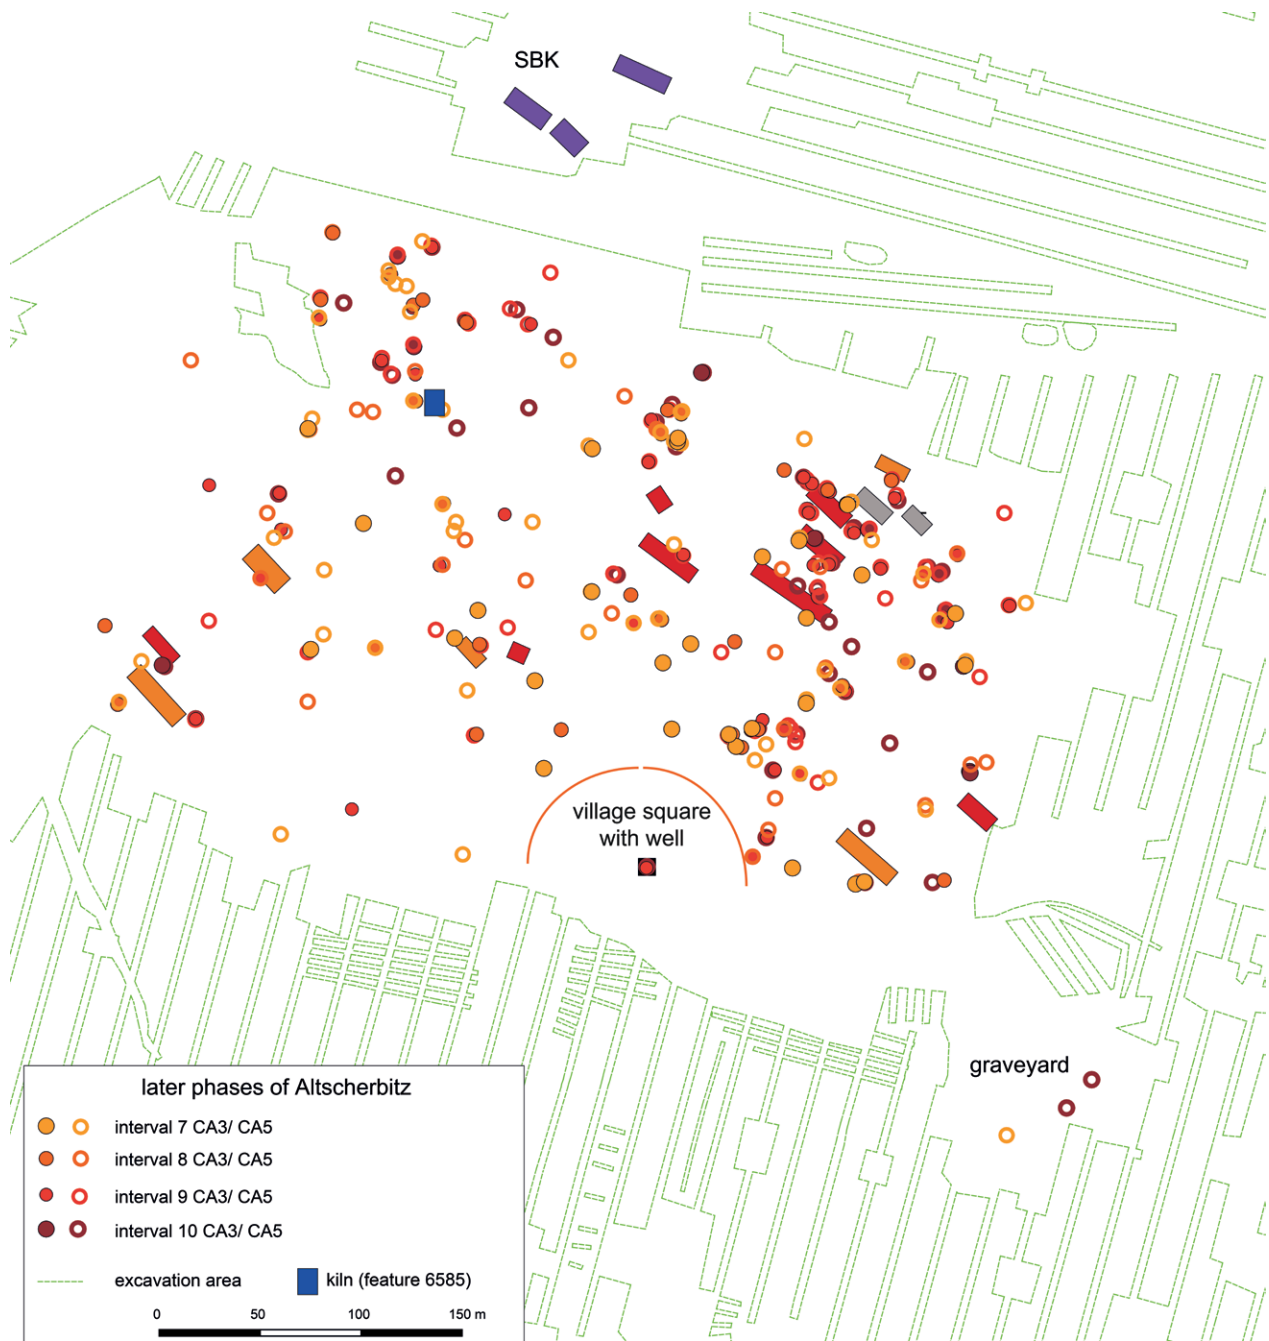 SBK
village square
with well
graveyard
later phases of Altscherbitz
interval 7 CA3/ CA5
interval 8 CA3/ CA5
interval 9 CA3/ CA5
interval 10 CA3/ CA5
excavation area
kiln (feature 6585)
0 50 100 150 m